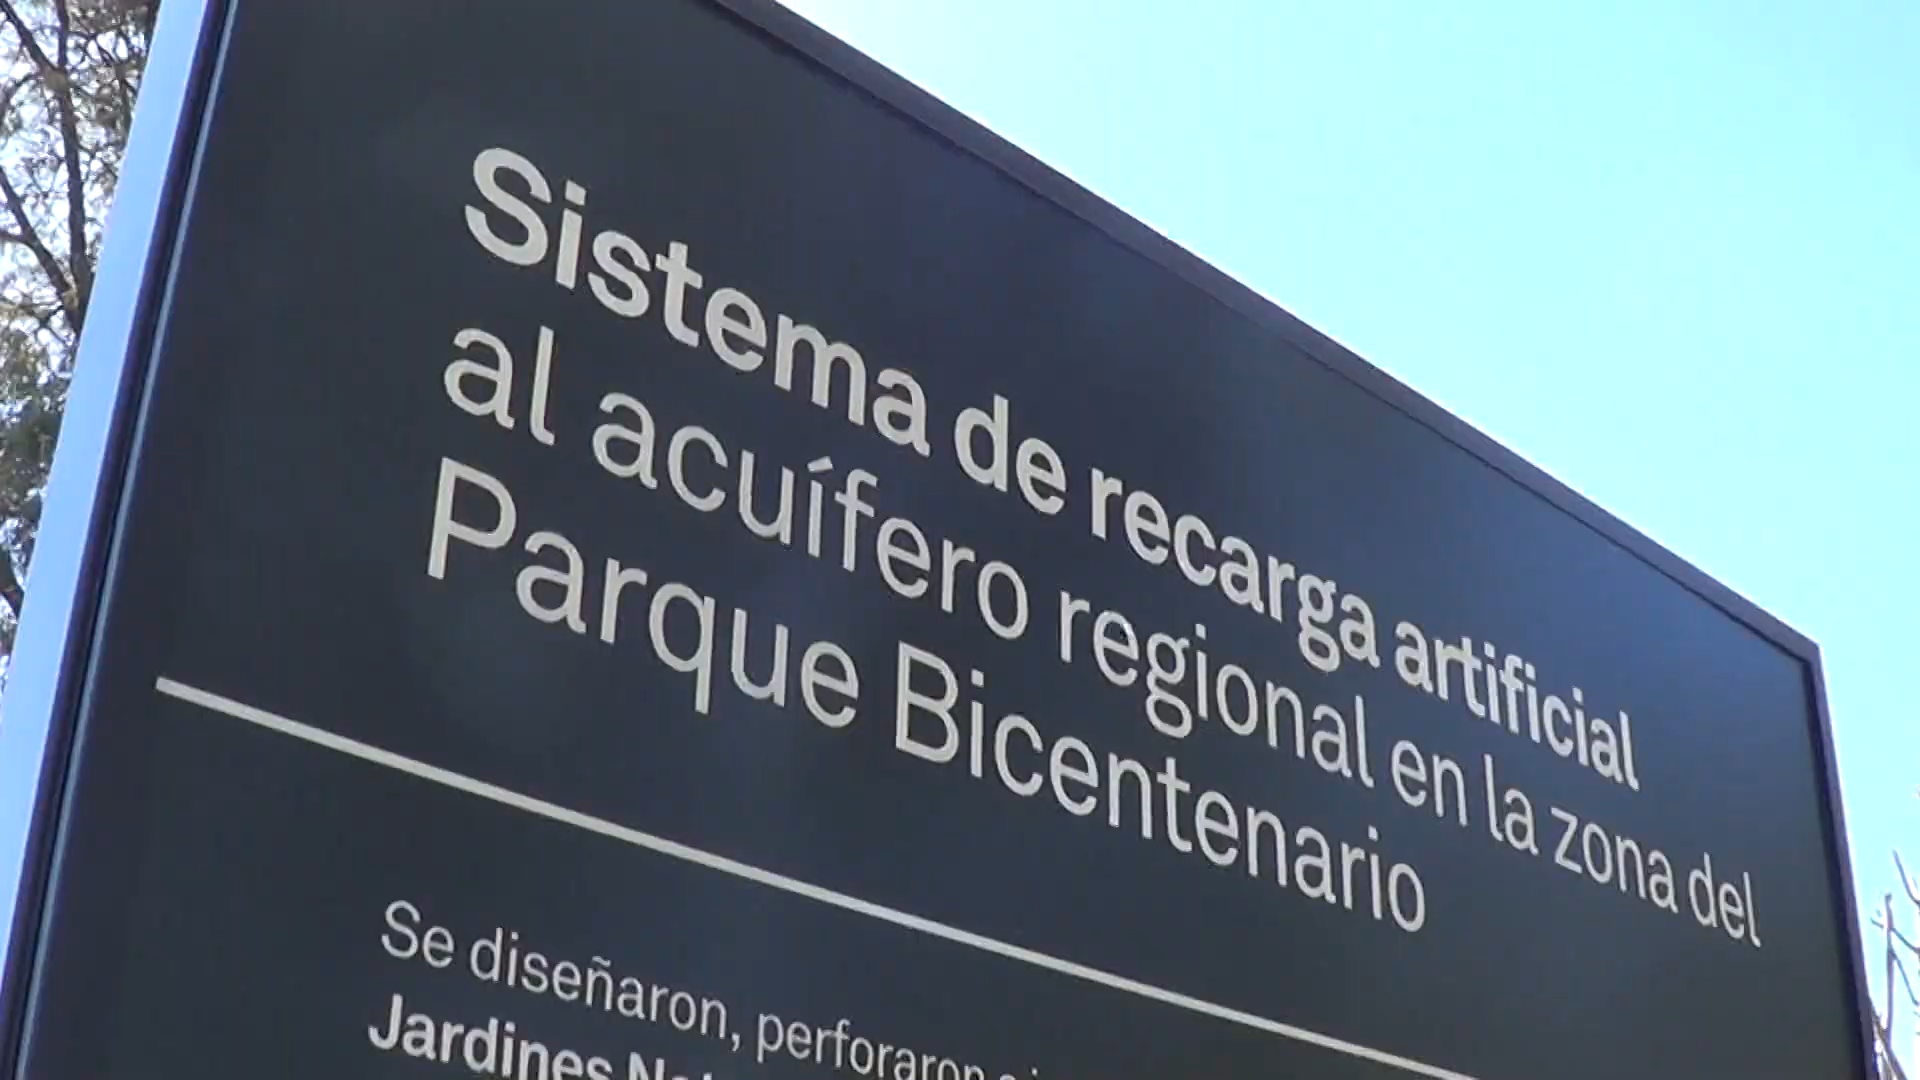 Sistema de recarga artificial
al acuífero regional en la zona del
Parque Bicentenario
Se diseñaron, perforaron
Jardines